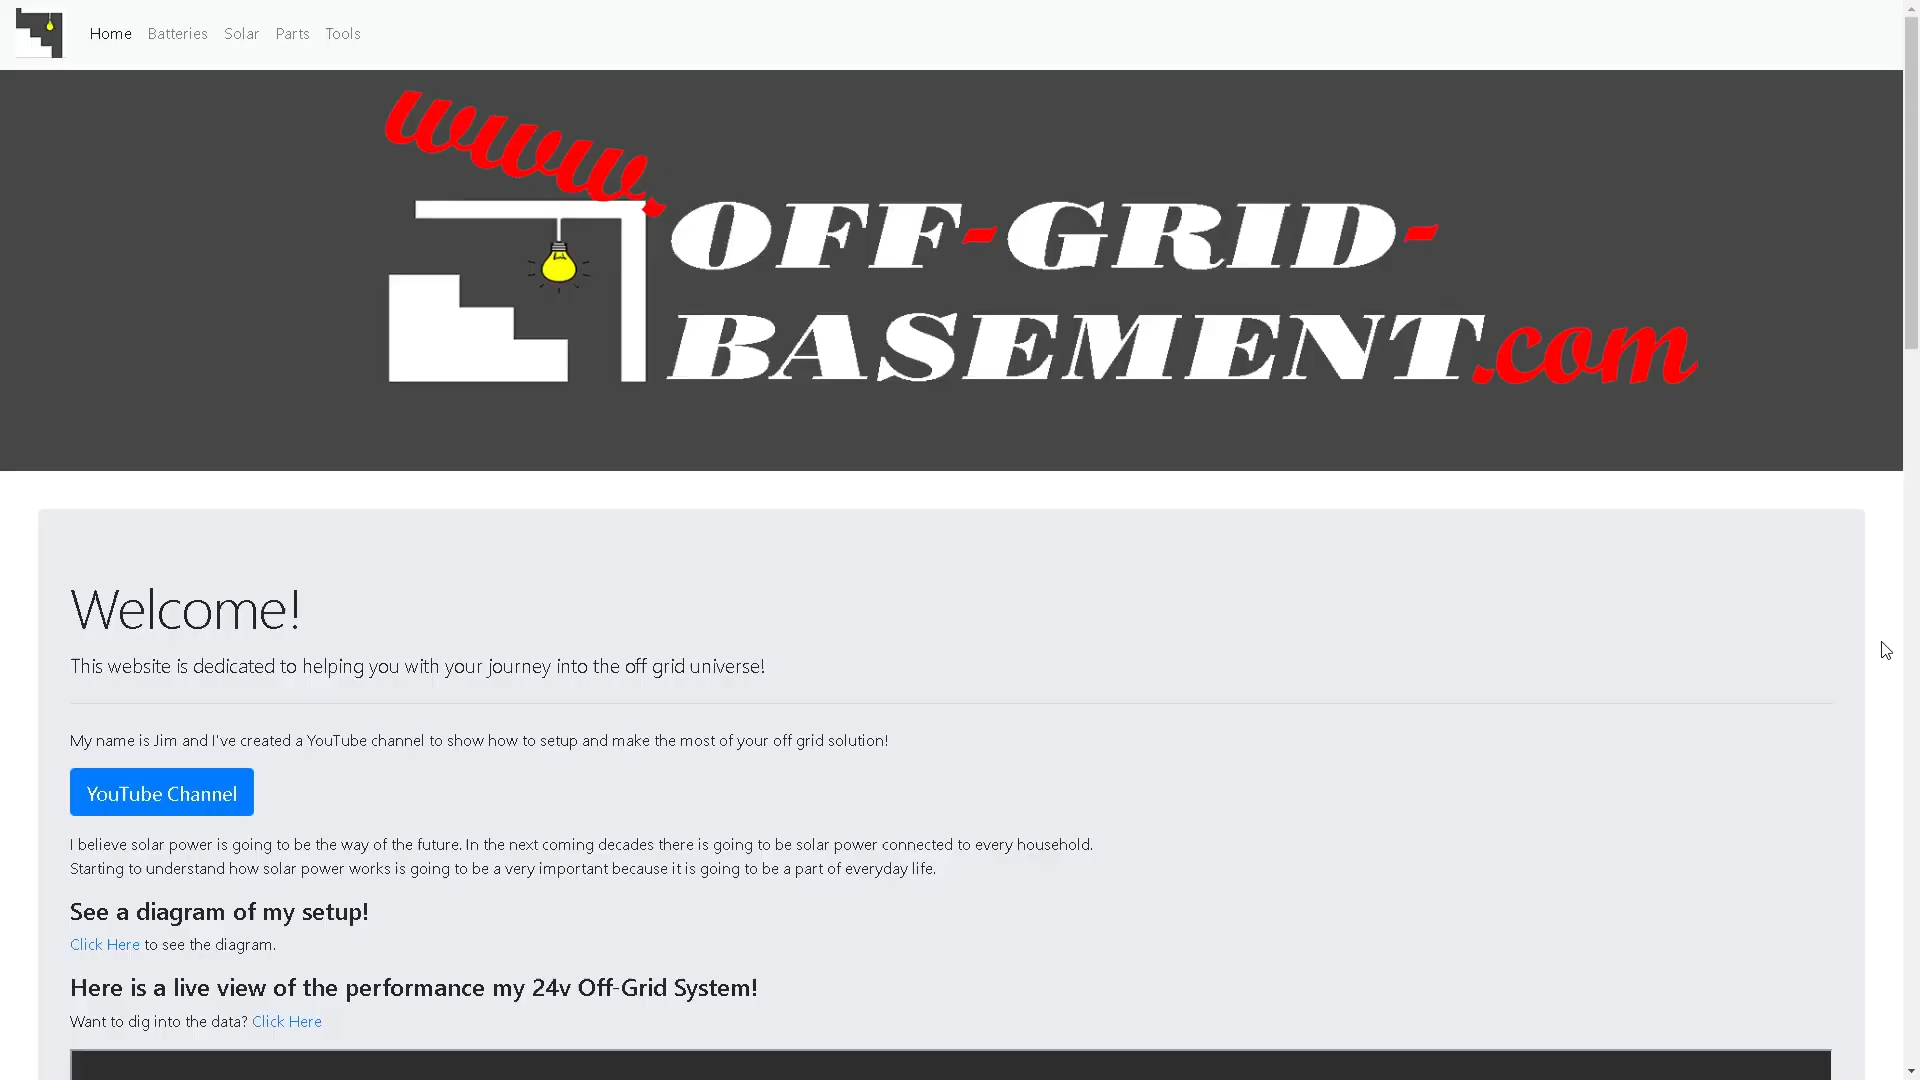 Home Batteries Solar Parts Tools
www.
OFF-GRID-
BASEMENT.com
Welcome!
This website is dedicated to helping you with your journey into the off grid universe!
My name is Jim and I've created a YouTube channel to show how to setup and make the most of your off grid solution!
YouTube Channel
I believe solar power is going to be the way of the future. In the next coming decades there is going to be solar power connected to every household.
Starting to understand how solar power works is going to be a very important because it is going to be a part of everyday life.
See a diagram of my setup!
Click Here to see the diagram.
Here is a live view of the performance my 24v Off-Grid System!
Want to dig into the data? Click Here